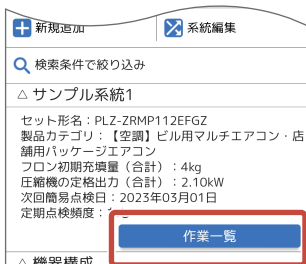 新規追加
系統編集
検索条件で絞り込み
△ サンプル系統1
セット形名：PLZ-ZRMP112EFGZ
製品カテゴリ：【空調】ビル用マルチエアコン・店
舗用パッケージエアコン
フロン初期充填量（合計）：4kg
圧縮機の定格出力（合計）：2.10kW
次回簡易点検日：2023年03月01日
定期点検頻度：
作業一覧
△ 機器構成